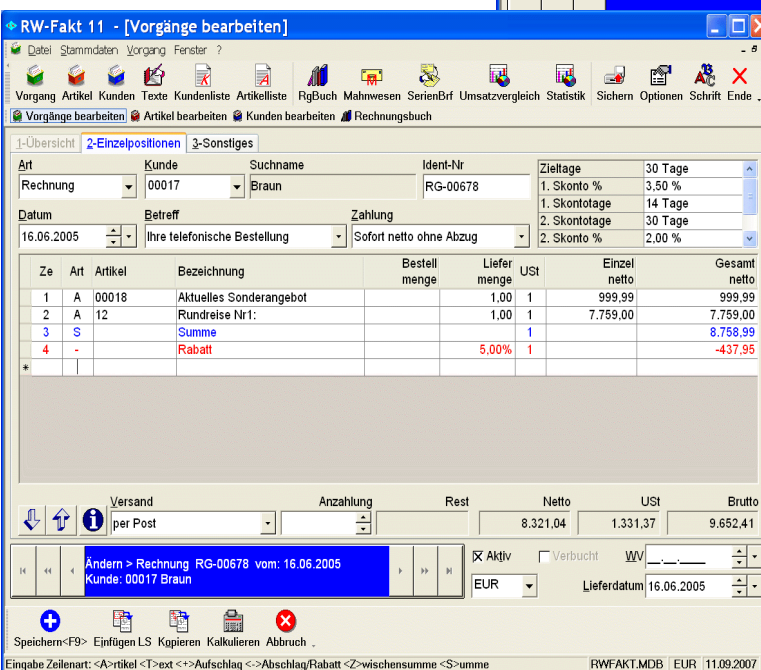 RW-Fakt 11 - [Vorgänge bearbeiten]
Datei Stammdaten Vorgang Fenster ?
Vorgang Artikel Kunden Texte Kundenliste Artikelliste RgBuch Mahnwesen SerienBrf Umsatzvergleich Statistik Sichern Optionen Schrift Ende
Vorgänge bearbeiten Artikel bearbeiten Kunden bearbeiten Rechnungsbuch
1-Übersicht 2-Einzelpositionen 3-Sonstiges
Art Kunde Suchname Ident-Nr
Rechnung 00017 Braun RG-00678
Zieltage 30 Tage
1. Skonto % 3,50 %
1. Skontotage 14 Tage
2. Skontotage 30 Tage
2. Skonto % 2,00 %
Datum Betreff Zahlung
16.06.2005 Ihre telefonische Bestellung Sofort netto ohne Abzug
Ze Art Artikel Bezeichnung Bestell menge Liefer menge USt Einzel netto Gesamt netto
1 A 00018 Aktuelles Sonderangebot 1,00 1 999,99 999,99
2 A 12 Rundreise Nr1: 1,00 1 7.759,00 7.759,00
3 S Summe 1 8.758,99
4 - Rabatt 5,00% 1 -437,95
*
Versand Anzahlung Rest Netto USt Brutto
per Post 8.321,04 1.331,37 9.652,41
Ändern > Rechnung RG-00678 vom: 16.06.2005
Kunde: 00017 Braun
Aktiv Verbucht WV __.__.____
EUR Lieferdatum 16.06.2005
Speichern<F9> Einfügen LS Kopieren Kalkulieren Abbruch
Eingabe Zeilenart: <A>rtikel <T>ext <+>Aufschlag <->Abschlag/Rabatt <Z>wischensumme <S>umme RWFAKT.MDB EUR 11.09.2007